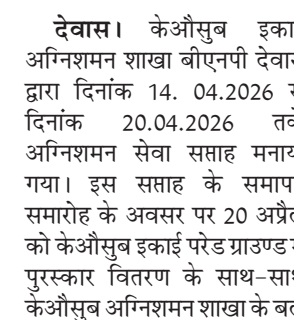 देवास। केऔसुब इका
अग्निशमन शाखा बीएनपी देवा
द्वारा दिनांक 14. 04.2026
दिनांक 20.04.2026 तक
अग्निशमन सेवा सप्ताह मनाय
गया। इस सप्ताह के समाप
समारोह के अवसर पर 20 अप्रै
को केऔसुब इकाई परेड ग्राउण्ड
पुरस्कार वितरण के साथ-सा
केऔसुब अग्निशमन शाखा के ब